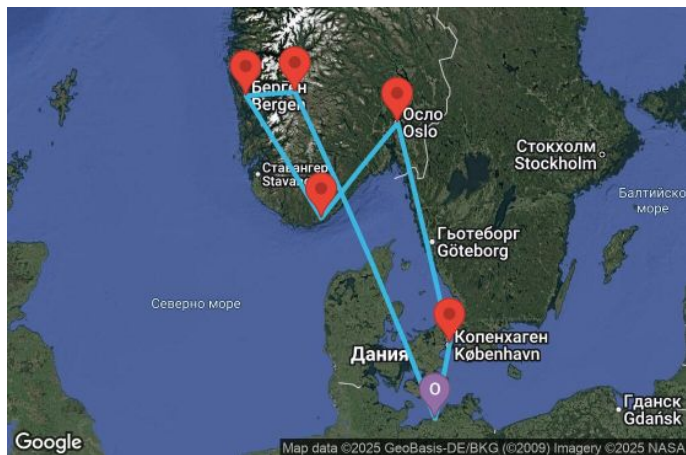 Берген
Bergen
Осло
Oslo
Стокхолм
Stockholm
Ставангер
Балтийско
море
Гьотеборг
Göteborg
Северно море
Копенхаген
København
Дания
O
Гданск
Gdańsk
Google
Map data ©2025 GeoBasis-DE/BKG (©2009) Imagery ©2025 NASA